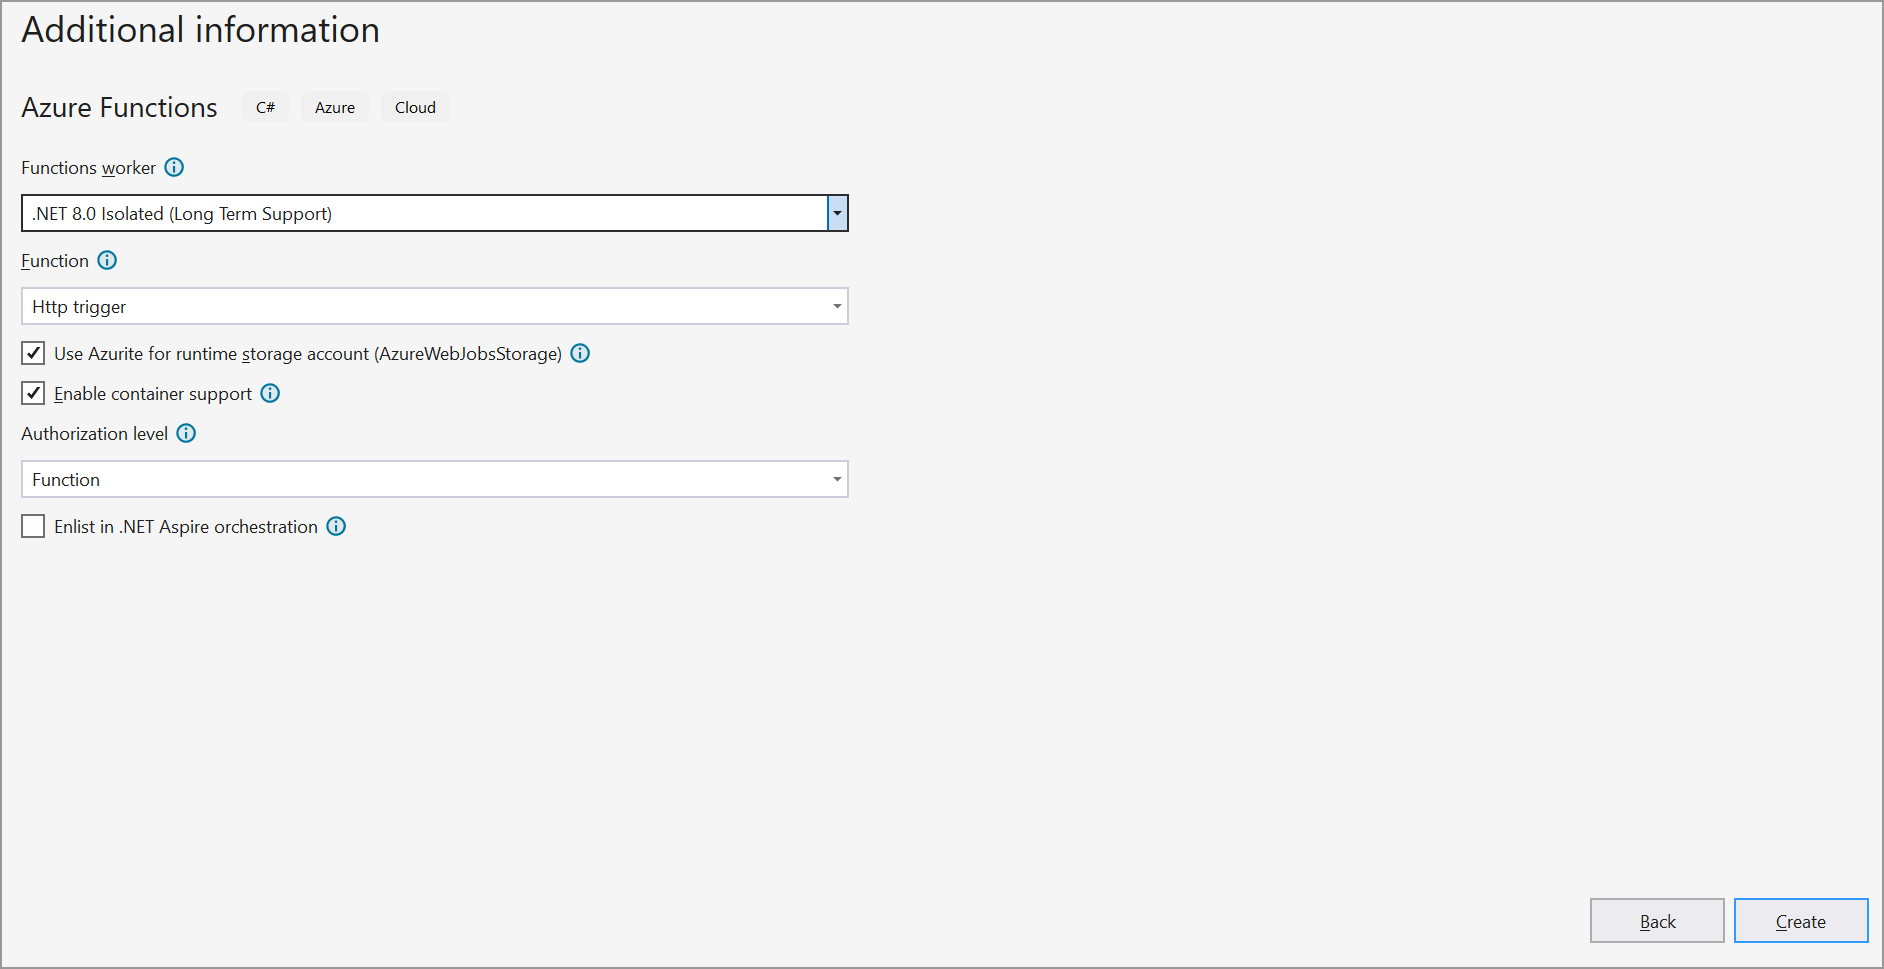 Additional information
Azure Functions C# Azure Cloud
Functions worker
.NET 8.0 Isolated (Long Term Support)
Function
Http trigger
Use Azurite for runtime storage account (AzureWebJobsStorage)
Enable container support
Authorization level
Function
Enlist in .NET Aspire orchestration
Back Create